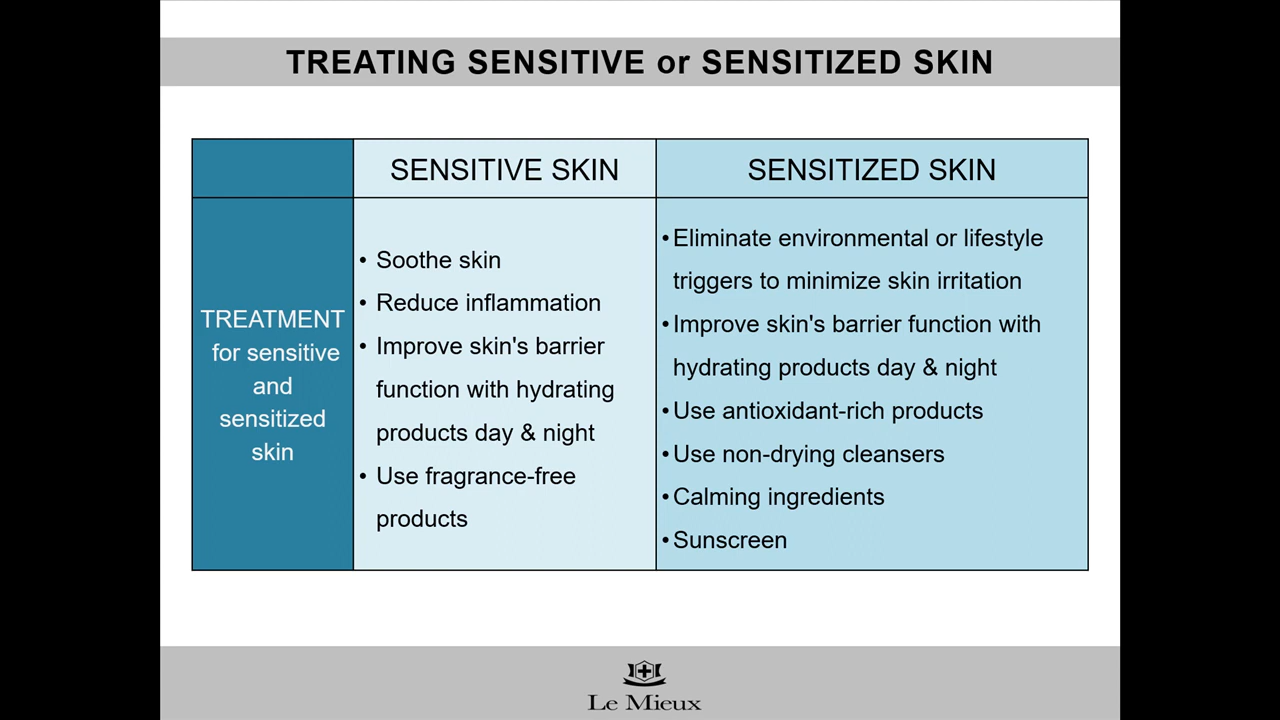 TREATING SENSITIVE or SENSITIZED SKIN
SENSITIVE SKIN
SENSITIZED SKIN
TREATMENT
for sensitive
and
sensitized
skin
• Soothe skin
• Reduce inflammation
• Improve skin's barrier
function with hydrating
products day & night
• Use fragrance-free
products
• Eliminate environmental or lifestyle
triggers to minimize skin irritation
• Improve skin's barrier function with
hydrating products day & night
• Use antioxidant-rich products
• Use non-drying cleansers
• Calming ingredients
• Sunscreen
Le Mieux